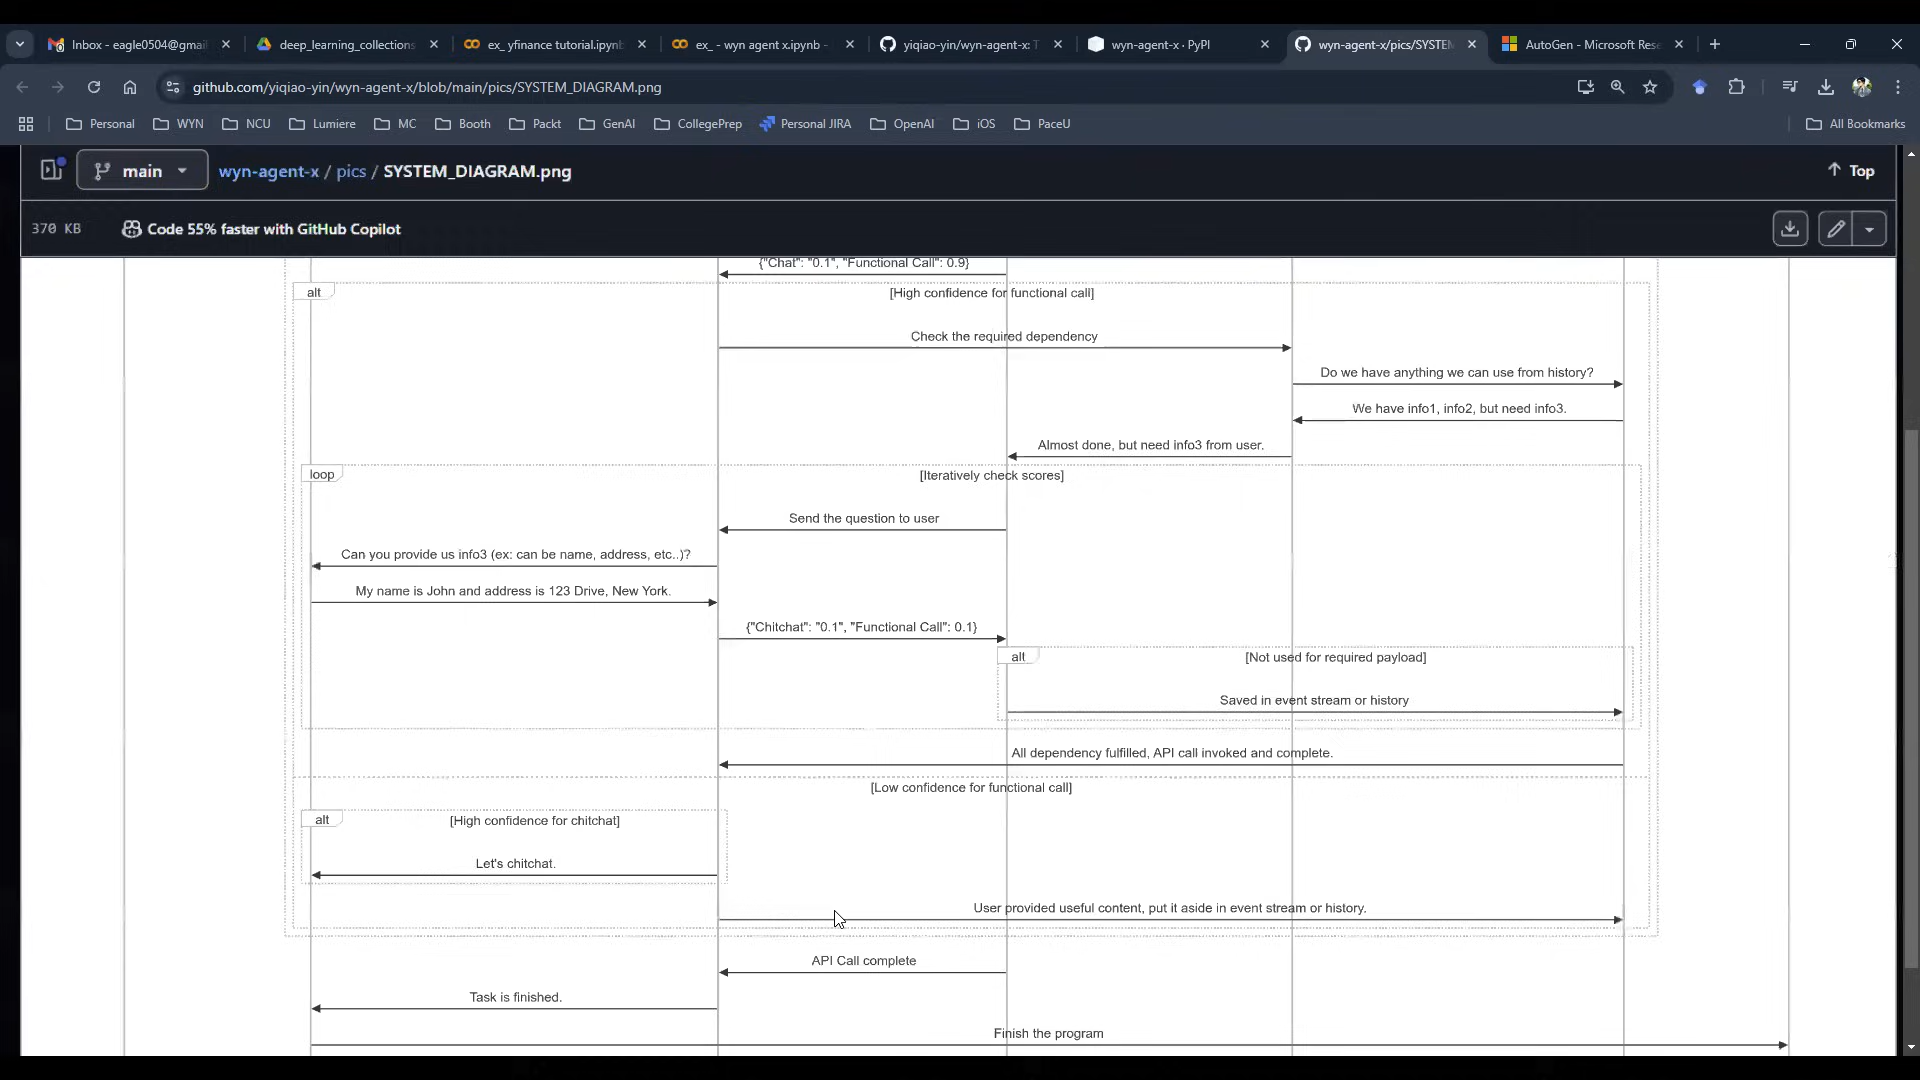 Inbox - eagle0504@gmail
deep_learning_collections
ex_ yfinance tutorial.ipynb
ex_ - wyn agent x.ipynb -
yiqiao-yin/wyn-agent-x: T
wyn-agent-x · PyPI
wyn-agent-x/pics/SYSTEM
AutoGen - Microsoft Rese
github.com/yiqiao-yin/wyn-agent-x/blob/main/pics/SYSTEM_DIAGRAM.png
Personal
WYN
NCU
Lumiere
MC
Booth
Packt
GenAI
CollegePrep
Personal JIRA
OpenAI
iOS
PaceU
All Bookmarks
main
wyn-agent-x / pics / SYSTEM_DIAGRAM.png
Top
370 KB
Code 55% faster with GitHub Copilot
{"Chat": "0.1", "Functional Call": 0.9}
alt
[High confidence for functional call]
Check the required dependency
Do we have anything we can use from history?
We have info1, info2, but need info3.
Almost done, but need info3 from user.
loop
[Iteratively check scores]
Send the question to user
Can you provide us info3 (ex: can be name, address, etc..)?
My name is John and address is 123 Drive, New York.
{"Chitchat": "0.1", "Functional Call": 0.1}
alt
[Not used for required payload]
Saved in event stream or history
All dependency fulfilled, API call invoked and complete.
[Low confidence for functional call]
alt
[High confidence for chitchat]
Let's chitchat.
User provided useful content, put it aside in event stream or history.
API Call complete
Task is finished.
Finish the program